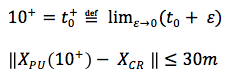 10⁺ = t₀⁺ ≝ lim_{ε→0}(t₀ + ε)
‖X_{PU}(10⁺) − X_{CR} ‖ ≤ 30m